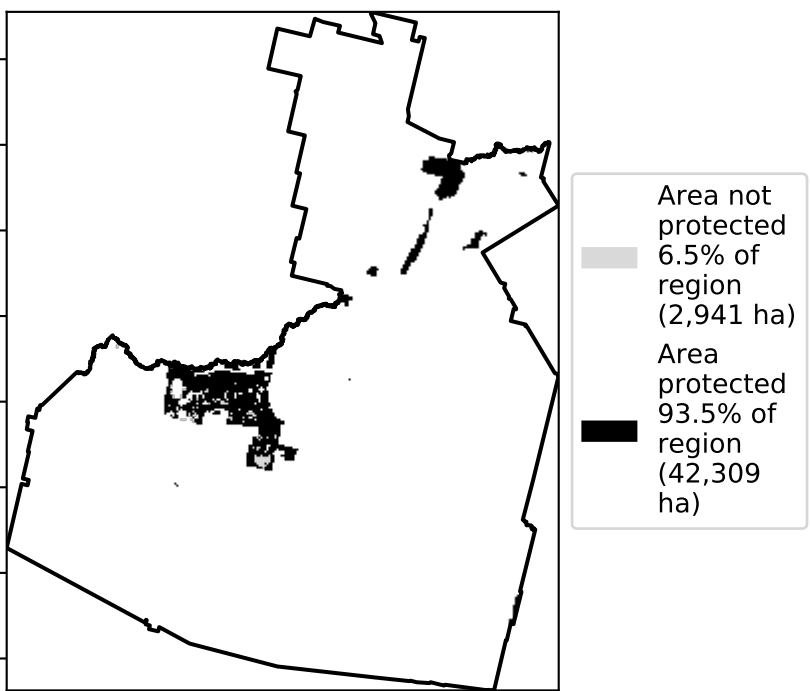 Area not
protected
6.5% of
region
(2,941 ha)
Area
protected
93.5% of
region
(42,309
ha)